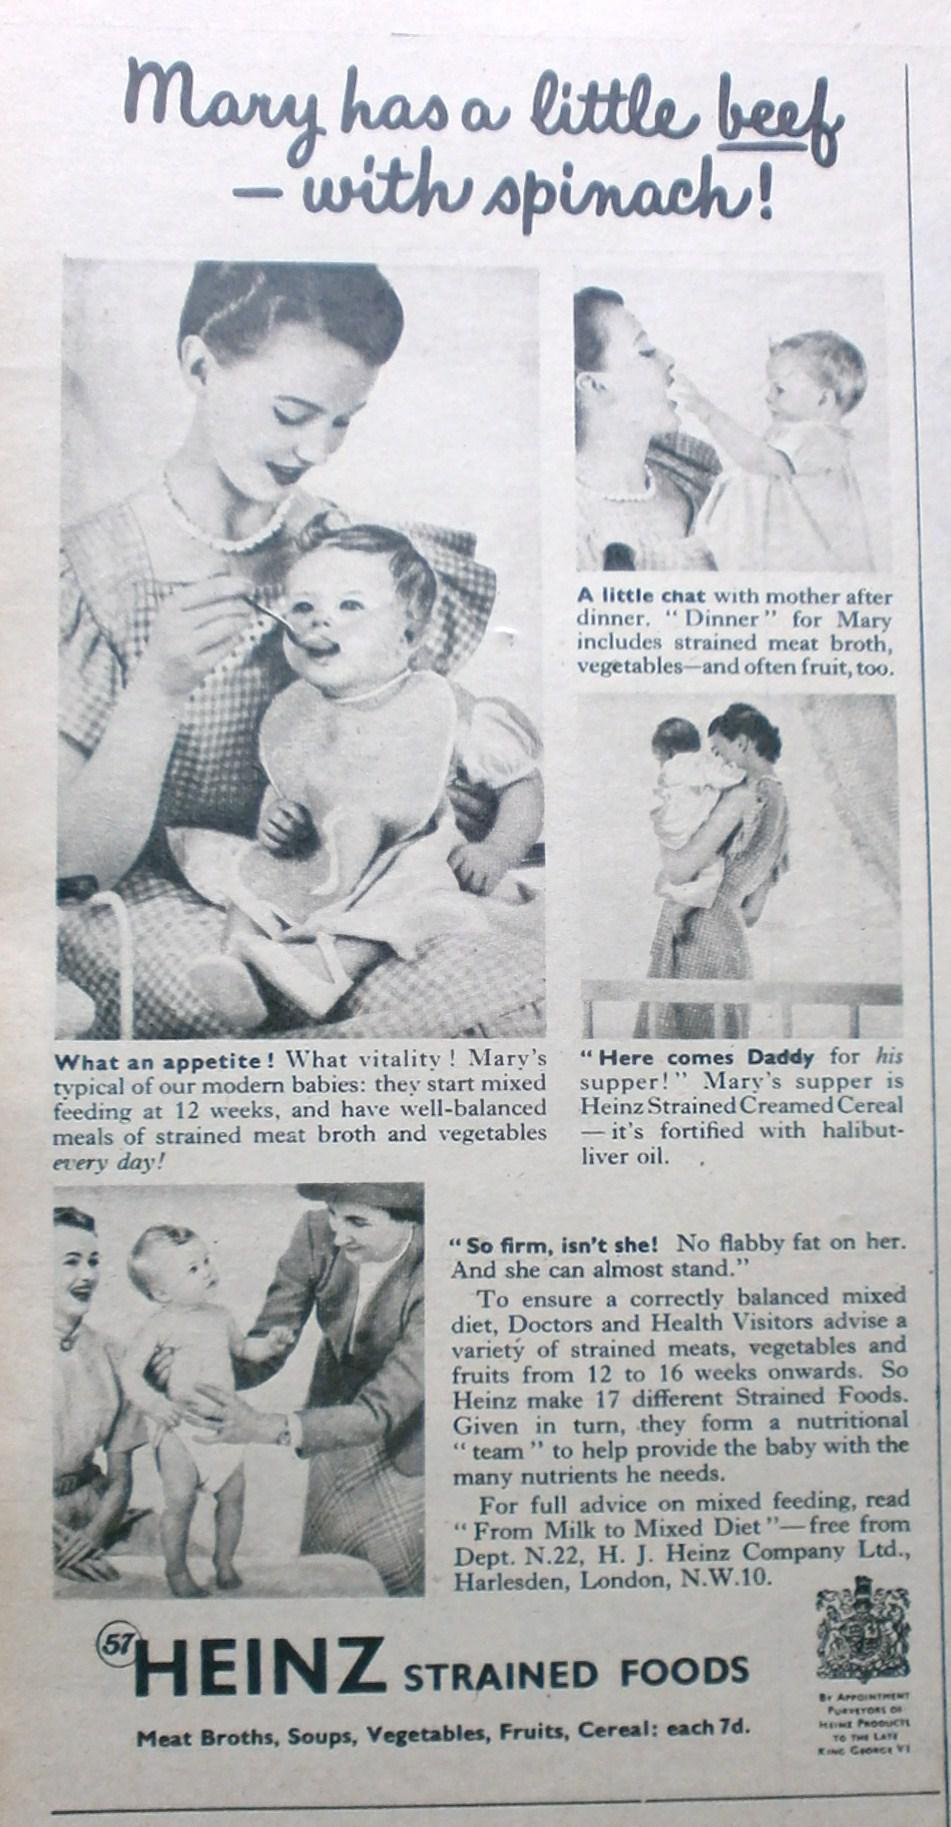 Mary has a little beef
— with spinach!
A little chat with mother after
dinner. "Dinner" for Mary
includes strained meat broth,
vegetables—and often fruit, too.
What an appetite! What vitality! Mary's
typical of our modern babies: they start mixed
feeding at 12 weeks, and have well-balanced
meals of strained meat broth and vegetables
every day!
"Here comes Daddy for his
supper!" Mary's supper is
Heinz Strained Creamed Cereal
—it's fortified with halibut-
liver oil.
"So firm, isn't she! No flabby fat on her.
And she can almost stand."
To ensure a correctly balanced mixed
diet, Doctors and Health Visitors advise a
variety of strained meats, vegetables and
fruits from 12 to 16 weeks onwards. So
Heinz make 17 different Strained Foods.
Given in turn, they form a nutritional
"team" to help provide the baby with the
many nutrients he needs.
For full advice on mixed feeding, read
"From Milk to Mixed Diet"—free from
Dept. N.22, H. J. Heinz Company Ltd.,
Harlesden, London, N.W.10.
57 HEINZ STRAINED FOODS
Meat Broths, Soups, Vegetables, Fruits, Cereal: each 7d.
By Appointment
Purveyors of
Heinz Products
to the late
King George VI